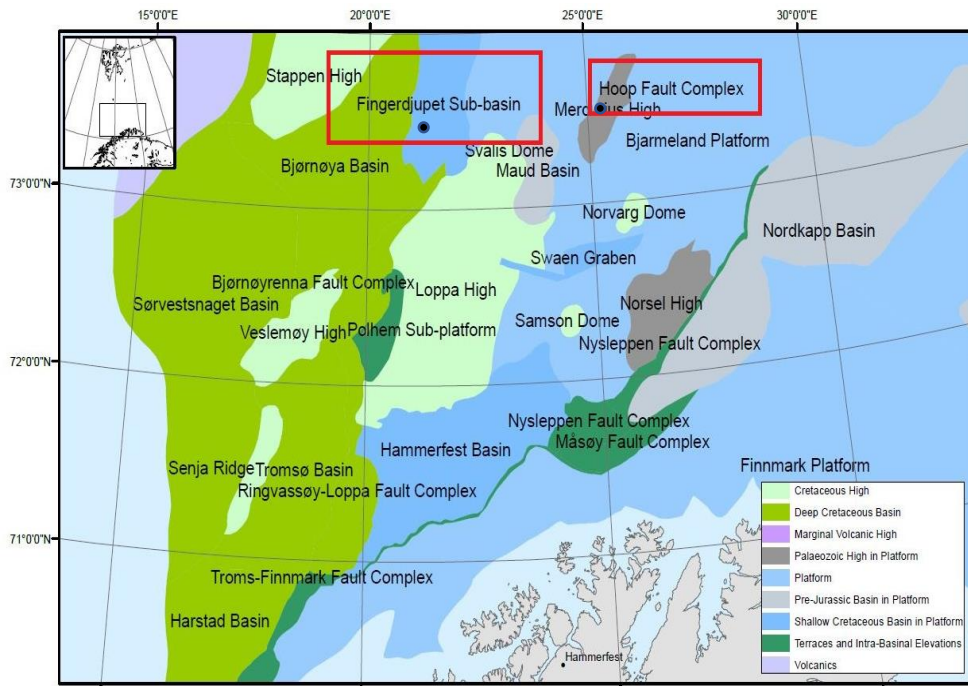 15°0'0"E
20°0'0"E
25°0'0"E
30°0'0"E
Stappen High
Fingerdjupet Sub-basin
Hoop Fault Complex
Mercurius High
Bjarmeland Platform
Svalis Dome
Bjørnøya Basin
Maud Basin
73°0'0"N
Norvarg Dome
Nordkapp Basin
Swaen Graben
Bjørnøyrenna Fault Complex
Loppa High
Sørvestsnaget Basin
Norsel High
Samson Dome
Veslemøy High
Polhem Sub-platform
Nysleppen Fault Complex
72°0'0"N
Nysleppen Fault Complex
Måsøy Fault Complex
Hammerfest Basin
Finnmark Platform
Senja Ridge
Tromsø Basin
Ringvassøy-Loppa Fault Complex
71°0'0"N
Troms-Finnmark Fault Complex
Harstad Basin
Hammerfest
Cretaceous High
Deep Cretaceous Basin
Marginal Volcanic High
Palaeozoic High in Platform
Platform
Pre-Jurassic Basin in Platform
Shallow Cretaceous Basin in Platform
Terraces and Intra-Basinal Elevations
Volcanics